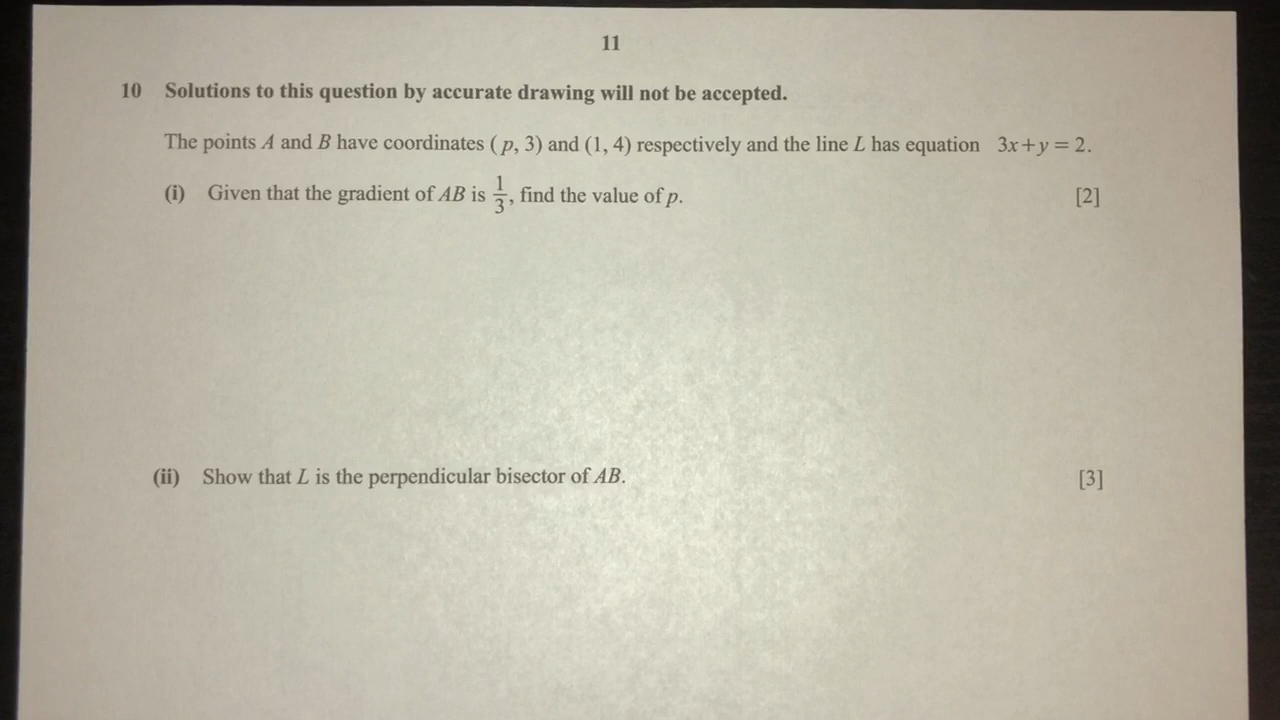 11
10 Solutions to this question by accurate drawing will not be accepted.
The points A and B have coordinates (p, 3) and (1, 4) respectively and the line L has equation 3x+y = 2.
(i) Given that the gradient of AB is 1/3, find the value of p. [2]
(ii) Show that L is the perpendicular bisector of AB. [3]